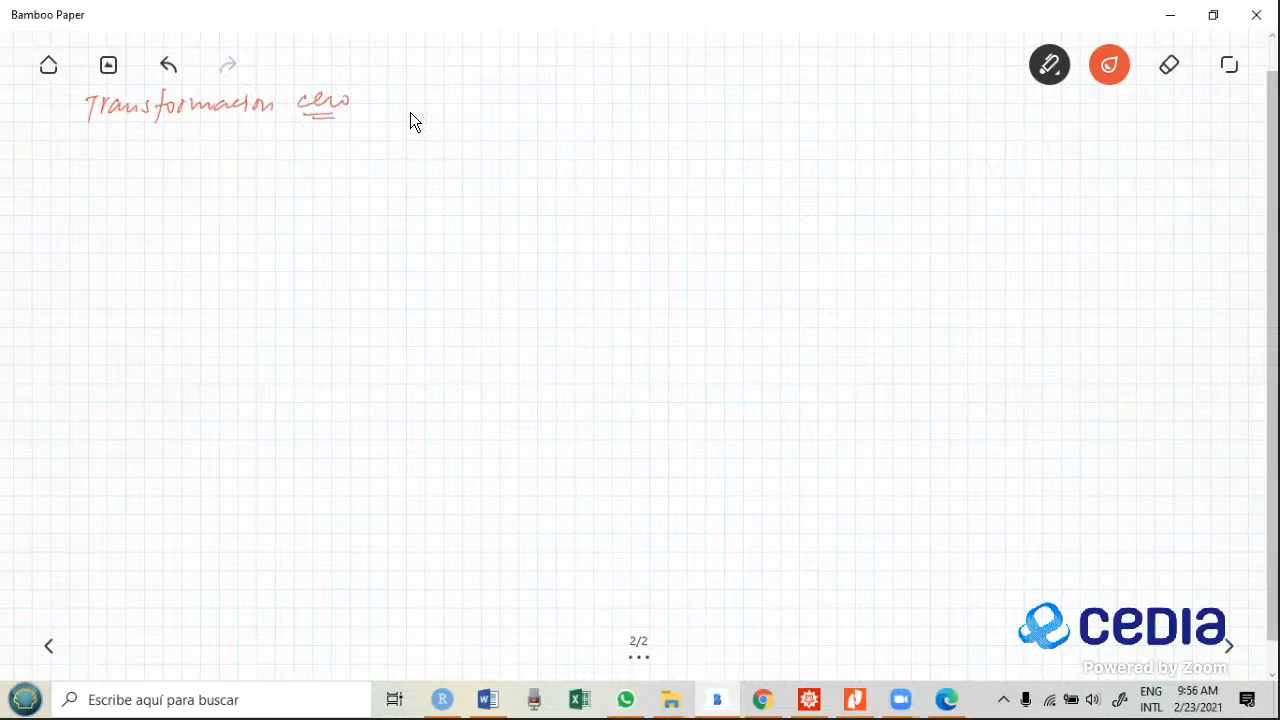 Bamboo Paper
Transformacion cero
2/2
CEDIA
Powered by Zoom
Escribe aquí para buscar
ENG
INTL
9:56 AM
2/23/2021